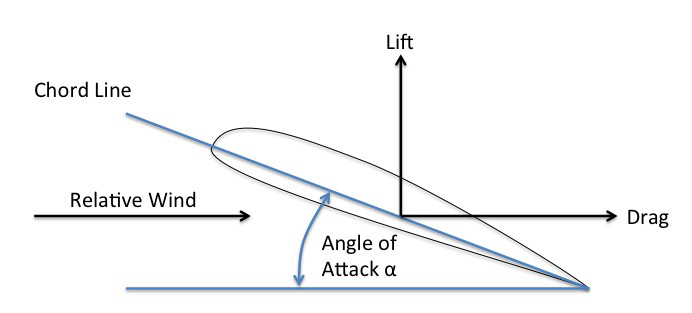 Lift
Chord Line
Relative Wind
Drag
Angle of
Attack α